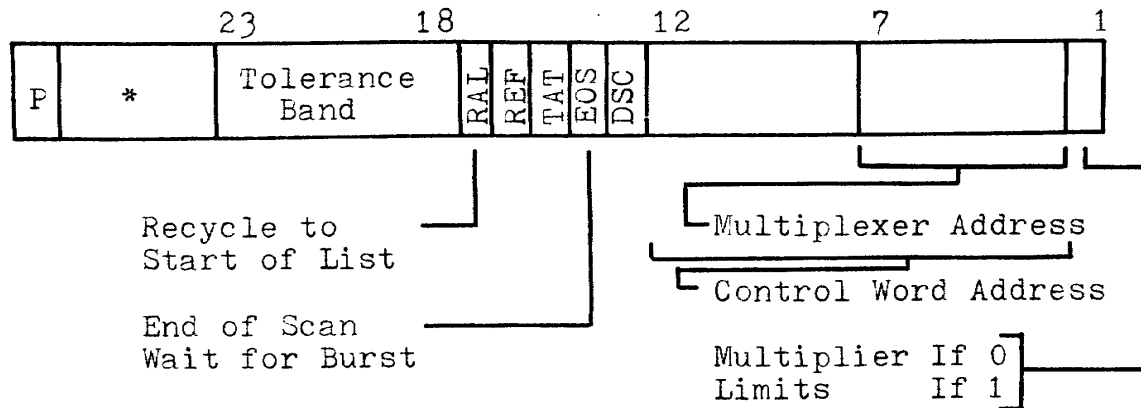 23 18 12 7 1
P * Tolerance Band RAL REF TAT EOS DSC
Recycle to
Start of List
Multiplexer Address
Control Word Address
End of Scan
Wait for Burst
Multiplier If 0
Limits If 1